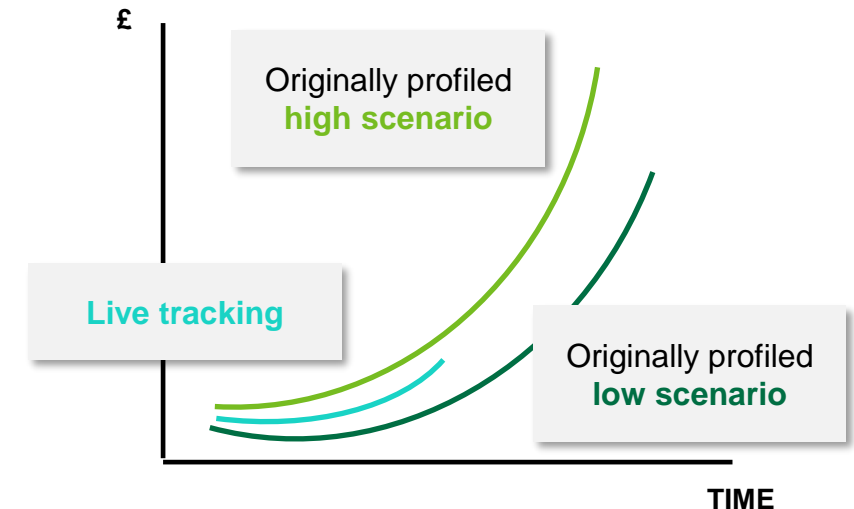 £
Originally profiled
high scenario
Live tracking
Originally profiled
low scenario
TIME